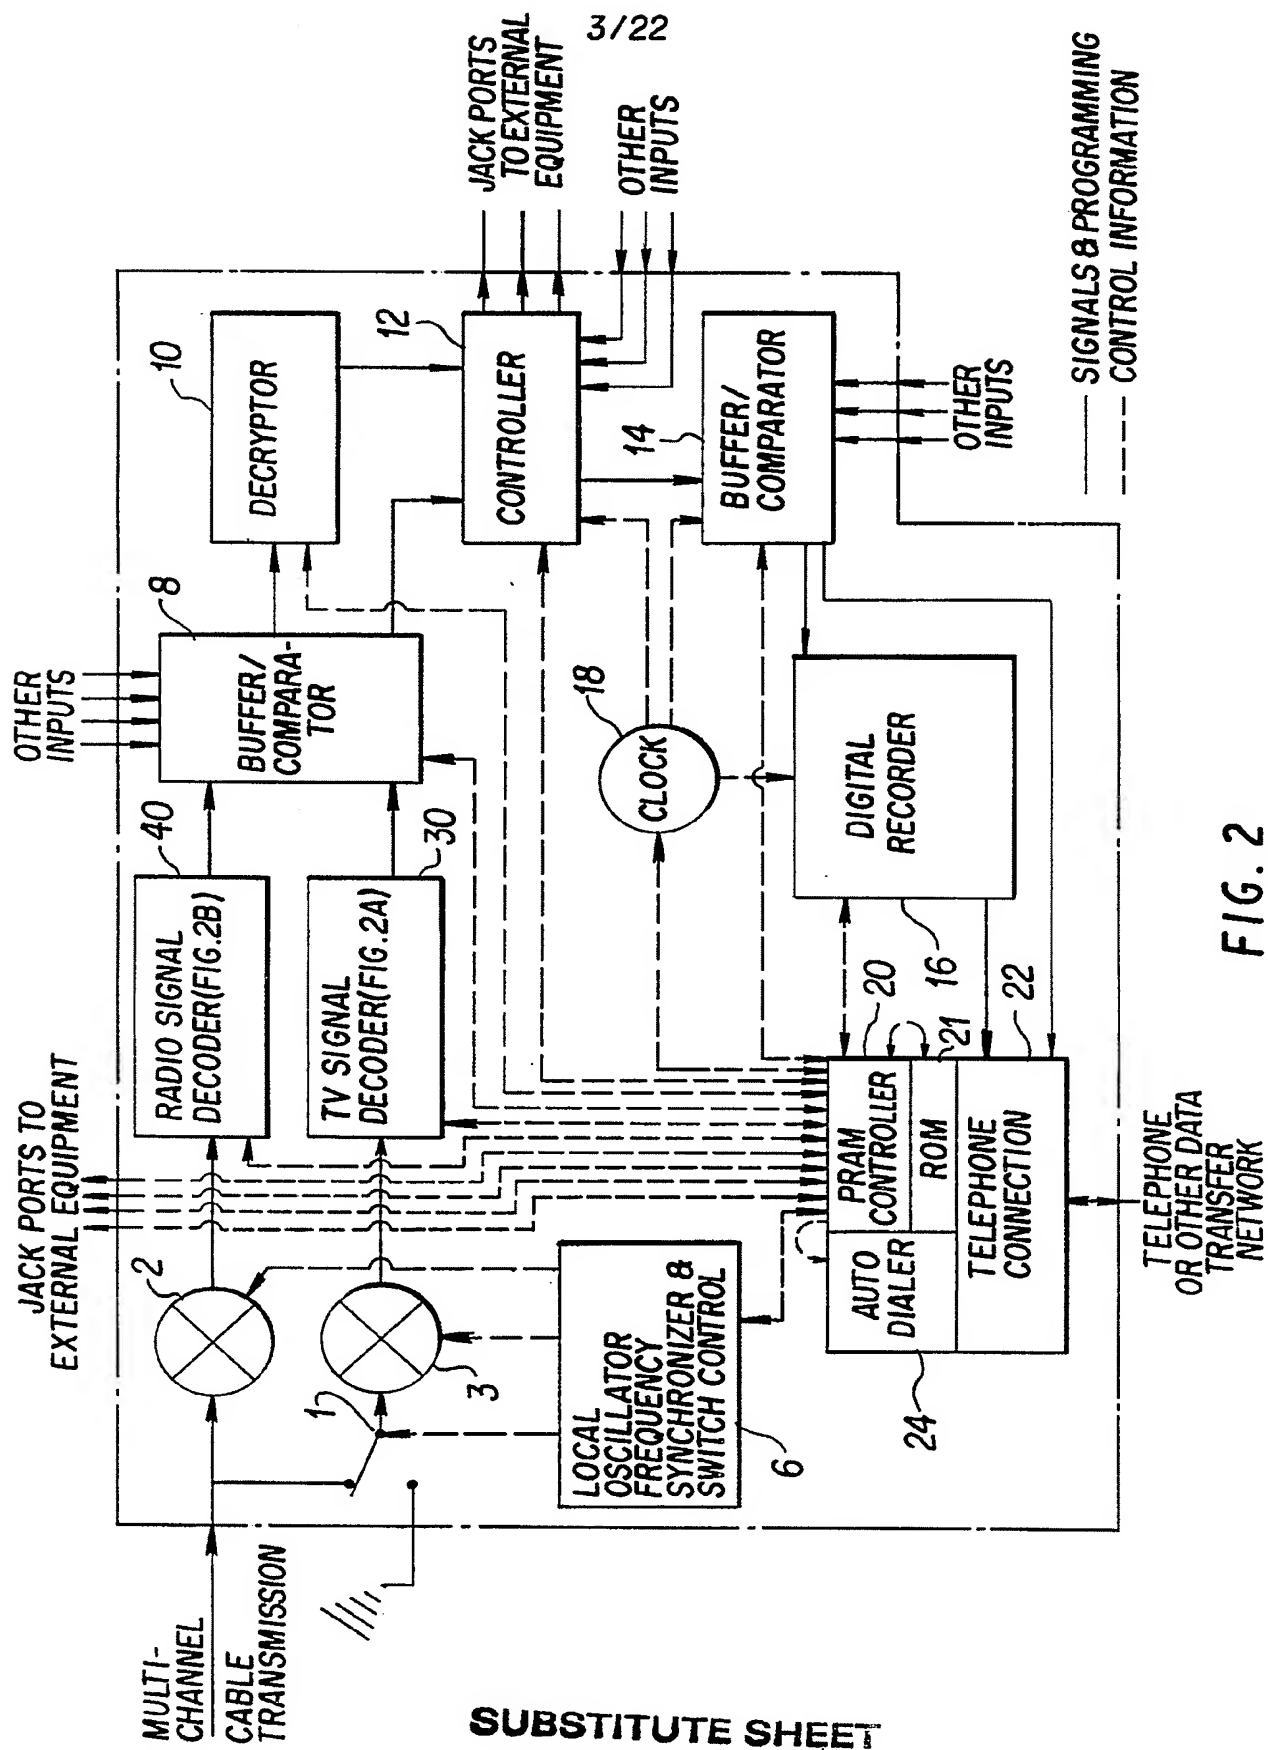 3/22
MULTI-
CHANNEL
CABLE
TRANSMISSION
JACK PORTS TO
EXTERNAL EQUIPMENT
OTHER
INPUTS
2
40
RADIO SIGNAL
DECODER(FIG.2B)
8
BUFFER/
COMPARA-
TOR
10
DECRYPTOR
1
3
30
TV SIGNAL
DECODER(FIG.2A)
12
CONTROLLER
JACK PORTS
TO EXTERNAL
EQUIPMENT
OTHER
INPUTS
LOCAL
OSCILLATOR
FREQUENCY
SYNCHRONIZER &
SWITCH CONTROL
6
18
CLOCK
14
BUFFER/
COMPARATOR
OTHER
INPUTS
DIGITAL
RECORDER
16
20
21
22
PRAM
CONTROLLER
ROM
AUTO
DIALER
TELEPHONE
CONNECTION
24
TELEPHONE
OR OTHER DATA
TRANSFER
NETWORK
SIGNALS & PROGRAMMING
CONTROL INFORMATION
FIG. 2
SUBSTITUTE SHEET